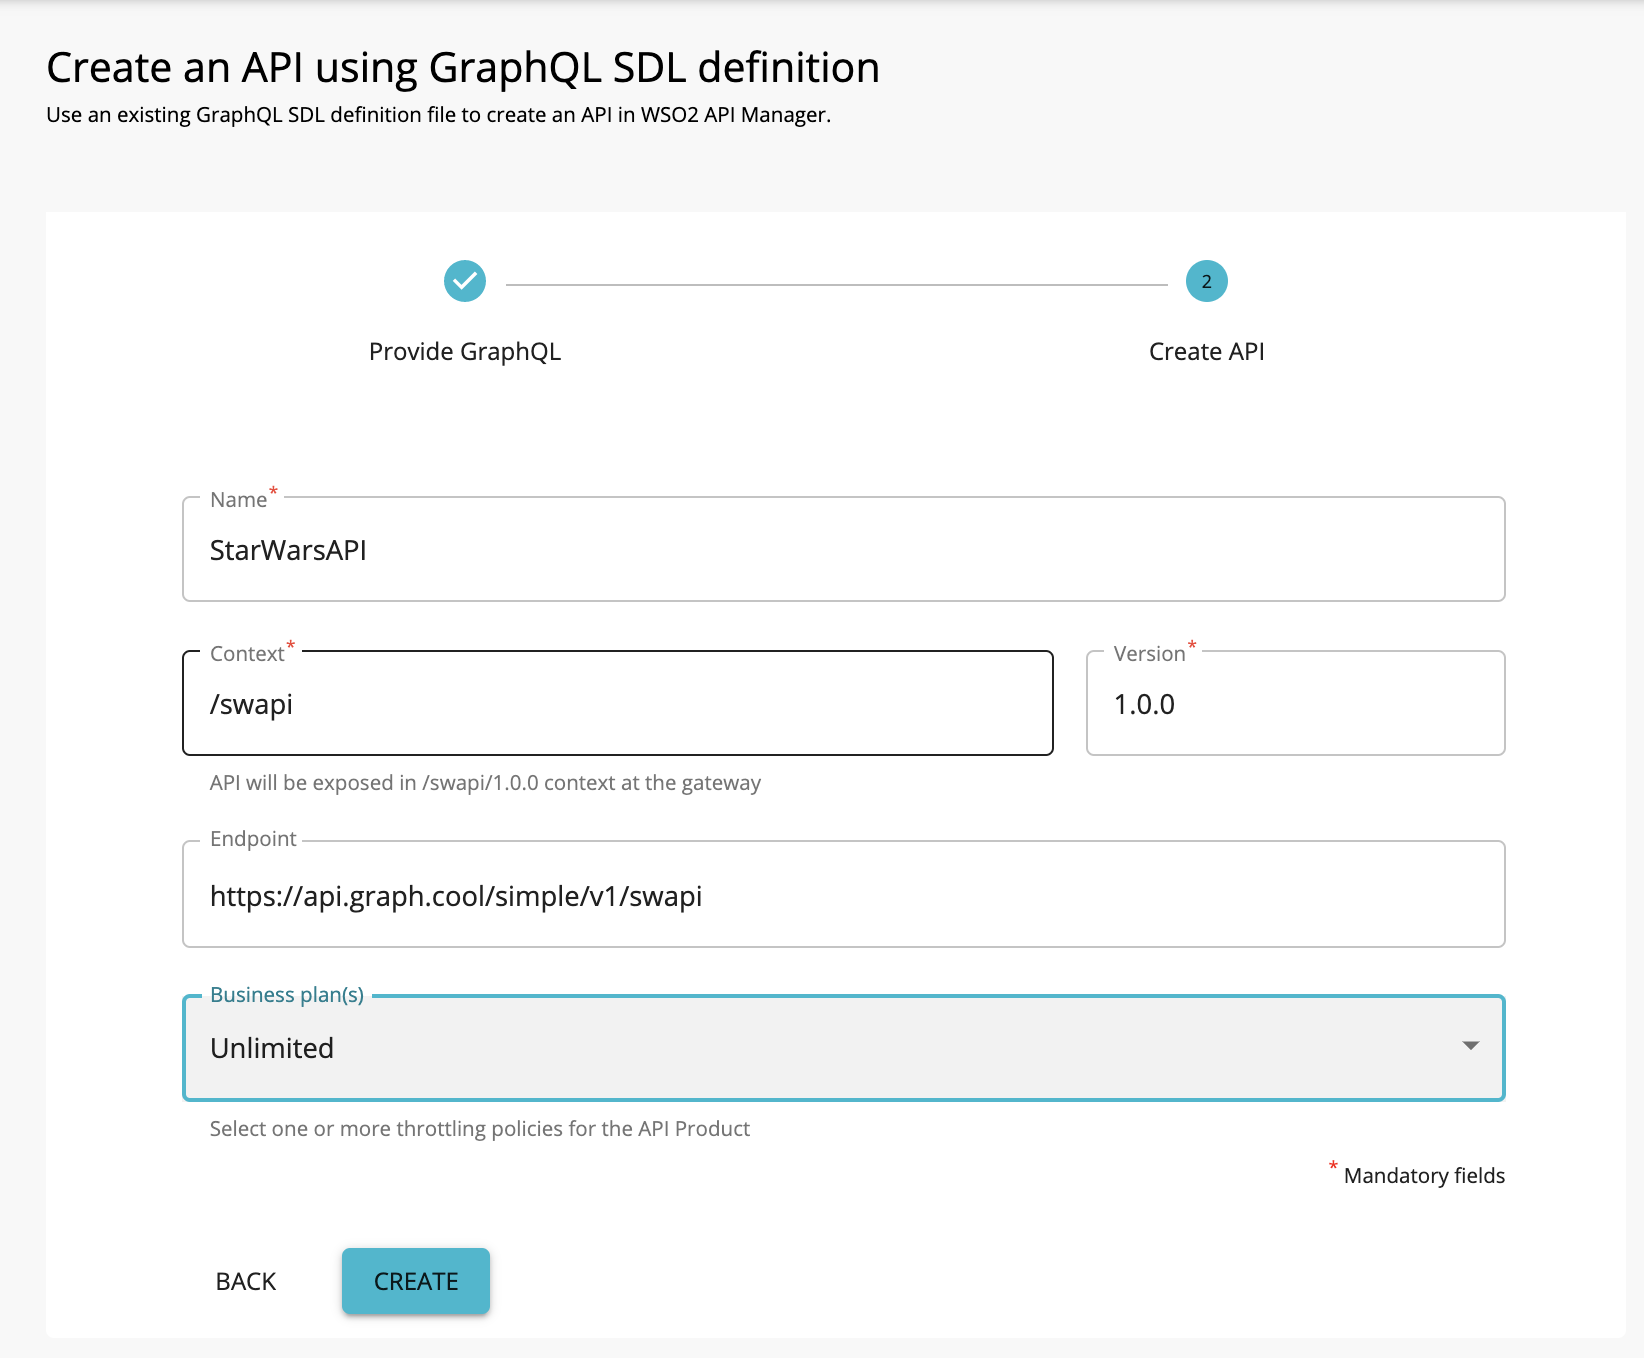 Create an API using GraphQL SDL definition
Use an existing GraphQL SDL definition file to create an API in WSO2 API Manager.
2
Provide GraphQL
Create API
Name*
StarWarsAPI
Context*
Version*
/swapi
1.0.0
API will be exposed in /swapi/1.0.0 context at the gateway
Endpoint
https://api.graph.cool/simple/v1/swapi
Business plan(s)
Unlimited
Select one or more throttling policies for the API Product
* Mandatory fields
BACK
CREATE